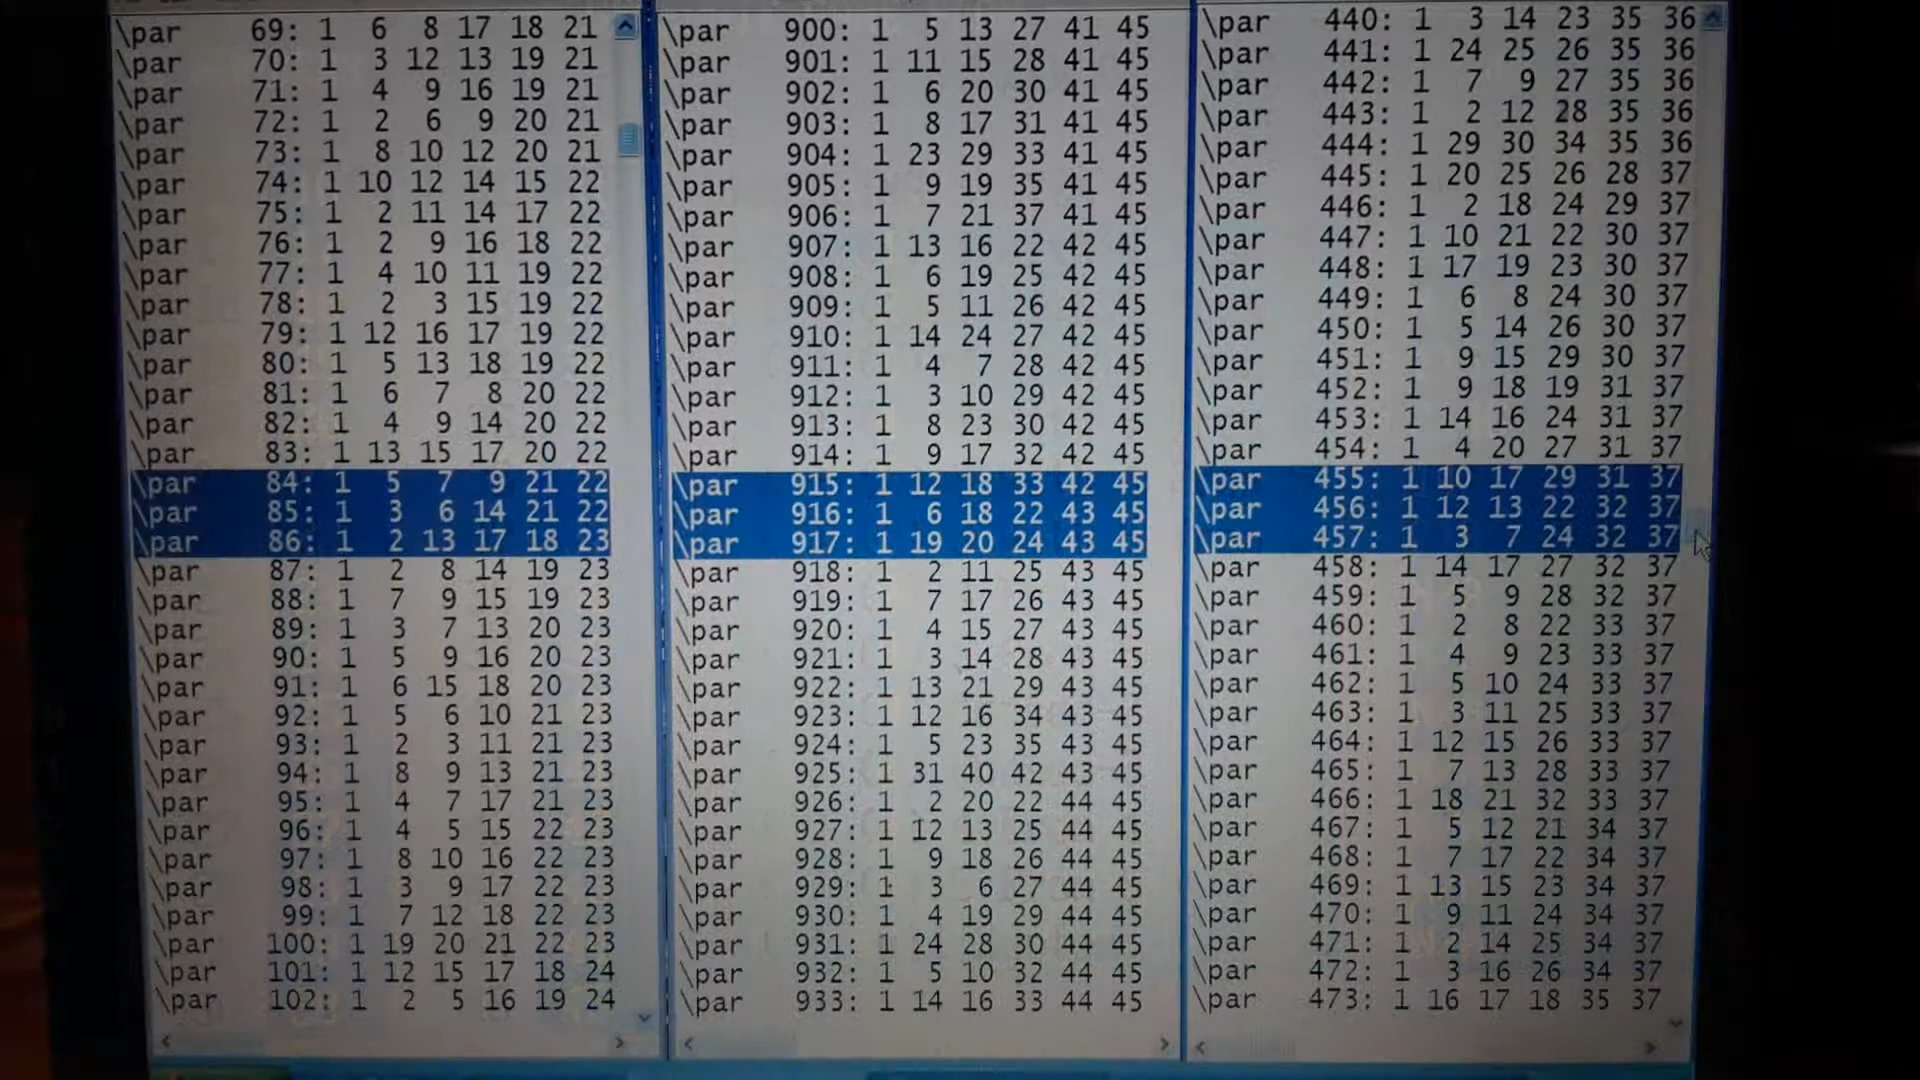 \par 69: 1 6 8 17 18 21
\par 70: 1 3 12 13 19 21
\par 71: 1 4 9 16 19 21
\par 72: 1 2 6 9 20 21
\par 73: 1 8 10 12 20 21
\par 74: 1 10 12 14 15 22
\par 75: 1 2 11 14 17 22
\par 76: 1 2 9 16 18 22
\par 77: 1 4 10 11 19 22
\par 78: 1 2 3 15 19 22
\par 79: 1 12 16 17 19 22
\par 80: 1 5 13 18 19 22
\par 81: 1 6 7 8 20 22
\par 82: 1 4 9 14 20 22
\par 83: 1 13 15 17 20 22
\par 84: 1 5 7 9 21 22
\par 85: 1 3 6 14 21 22
\par 86: 1 2 13 17 18 23
\par 87: 1 2 8 14 19 23
\par 88: 1 7 9 15 19 23
\par 89: 1 3 7 13 20 23
\par 90: 1 5 9 16 20 23
\par 91: 1 6 15 18 20 23
\par 92: 1 5 6 10 21 23
\par 93: 1 2 3 11 21 23
\par 94: 1 8 9 13 21 23
\par 95: 1 4 7 17 21 23
\par 96: 1 4 5 15 22 23
\par 97: 1 8 10 16 22 23
\par 98: 1 3 9 17 22 23
\par 99: 1 7 12 18 22 23
\par 100: 1 19 20 21 22 23
\par 101: 1 12 15 17 18 24
\par 102: 1 2 5 16 19 24
\par 900: 1 5 13 27 41 45
\par 901: 1 11 15 28 41 45
\par 902: 1 6 20 30 41 45
\par 903: 1 8 17 31 41 45
\par 904: 1 23 29 33 41 45
\par 905: 1 9 19 35 41 45
\par 906: 1 7 21 37 41 45
\par 907: 1 13 16 22 42 45
\par 908: 1 6 19 25 42 45
\par 909: 1 5 11 26 42 45
\par 910: 1 14 24 27 42 45
\par 911: 1 4 7 28 42 45
\par 912: 1 3 10 29 42 45
\par 913: 1 8 23 30 42 45
\par 914: 1 9 17 32 42 45
\par 915: 1 12 18 33 42 45
\par 916: 1 6 18 22 43 45
\par 917: 1 19 20 24 43 45
\par 918: 1 2 11 25 43 45
\par 919: 1 7 17 26 43 45
\par 920: 1 4 15 27 43 45
\par 921: 1 3 14 28 43 45
\par 922: 1 13 21 29 43 45
\par 923: 1 12 16 34 43 45
\par 924: 1 5 23 35 43 45
\par 925: 1 31 40 42 43 45
\par 926: 1 2 20 22 44 45
\par 927: 1 12 13 25 44 45
\par 928: 1 9 18 26 44 45
\par 929: 1 3 6 27 44 45
\par 930: 1 4 19 29 44 45
\par 931: 1 24 28 30 44 45
\par 932: 1 5 10 32 44 45
\par 933: 1 14 16 33 44 45
\par 440: 1 3 14 23 35 36
\par 441: 1 24 25 26 35 36
\par 442: 1 7 9 27 35 36
\par 443: 1 2 12 28 35 36
\par 444: 1 29 30 34 35 36
\par 445: 1 20 25 26 28 37
\par 446: 1 2 18 24 29 37
\par 447: 1 10 21 22 30 37
\par 448: 1 17 19 23 30 37
\par 449: 1 6 8 24 30 37
\par 450: 1 5 14 26 30 37
\par 451: 1 9 15 29 30 37
\par 452: 1 9 18 19 31 37
\par 453: 1 14 16 24 31 37
\par 454: 1 4 20 27 31 37
\par 455: 1 10 17 29 31 37
\par 456: 1 12 13 22 32 37
\par 457: 1 3 7 24 32 37
\par 458: 1 14 17 27 32 37
\par 459: 1 5 9 28 32 37
\par 460: 1 2 8 22 33 37
\par 461: 1 4 9 23 33 37
\par 462: 1 5 10 24 33 37
\par 463: 1 3 11 25 33 37
\par 464: 1 12 15 26 33 37
\par 465: 1 7 13 28 33 37
\par 466: 1 18 21 32 33 37
\par 467: 1 5 12 21 34 37
\par 468: 1 7 17 22 34 37
\par 469: 1 13 15 23 34 37
\par 470: 1 9 11 24 34 37
\par 471: 1 2 14 25 34 37
\par 472: 1 3 16 26 34 37
\par 473: 1 16 17 18 35 37